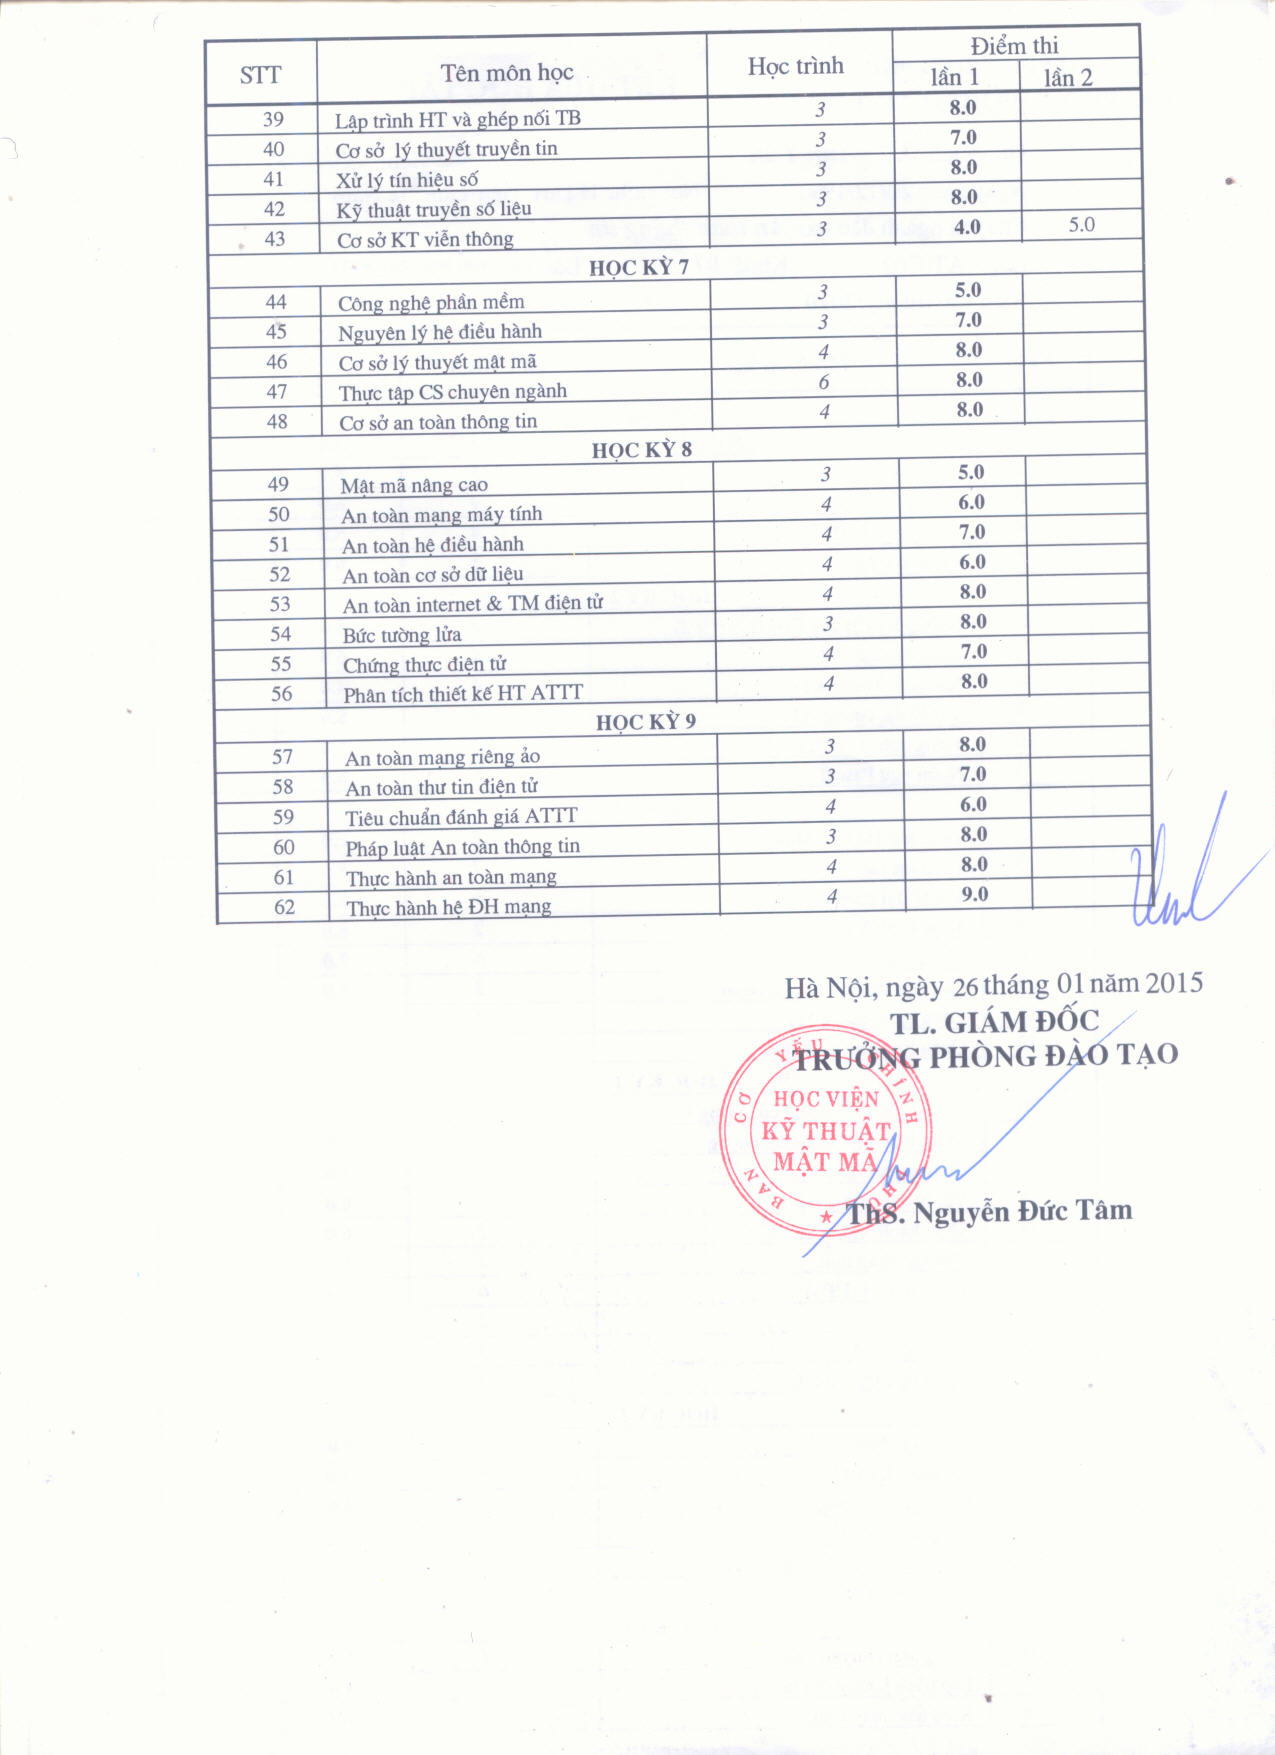 STT Tên môn học Học trình Điểm thi
lần 1 lần 2
39 Lập trình HT và ghép nối TB 3 8.0
40 Cơ sở lý thuyết truyền tin 3 7.0
41 Xử lý tín hiệu số 3 8.0
42 Kỹ thuật truyền số liệu 3 8.0
43 Cơ sở KT viễn thông 3 4.0 5.0
HỌC KỲ 7
44 Công nghệ phần mềm 3 5.0
45 Nguyên lý hệ điều hành 3 7.0
46 Cơ sở lý thuyết mật mã 4 8.0
47 Thực tập CS chuyên ngành 6 8.0
48 Cơ sở an toàn thông tin 4 8.0
HỌC KỲ 8
49 Mật mã nâng cao 3 5.0
50 An toàn mạng máy tính 4 6.0
51 An toàn hệ điều hành 4 7.0
52 An toàn cơ sở dữ liệu 4 6.0
53 An toàn internet & TM điện tử 4 8.0
54 Bức tường lửa 3 8.0
55 Chứng thực điện tử 4 7.0
56 Phân tích thiết kế HT ATTT 4 8.0
HỌC KỲ 9
57 An toàn mạng riêng ảo 3 8.0
58 An toàn thư tin điện tử 3 7.0
59 Tiêu chuẩn đánh giá ATTT 4 6.0
60 Pháp luật An toàn thông tin 3 8.0
61 Thực hành an toàn mạng 4 8.0
62 Thực hành hệ ĐH mạng 4 9.0
Hà Nội, ngày 26 tháng 01 năm 2015
TL. GIÁM ĐỐC
TRƯỞNG PHÒNG ĐÀO TẠO
BAN CƠ YẾU CHÍNH PHỦ
HỌC VIỆN
KỸ THUẬT
MẬT MÃ
ThS. Nguyễn Đức Tâm